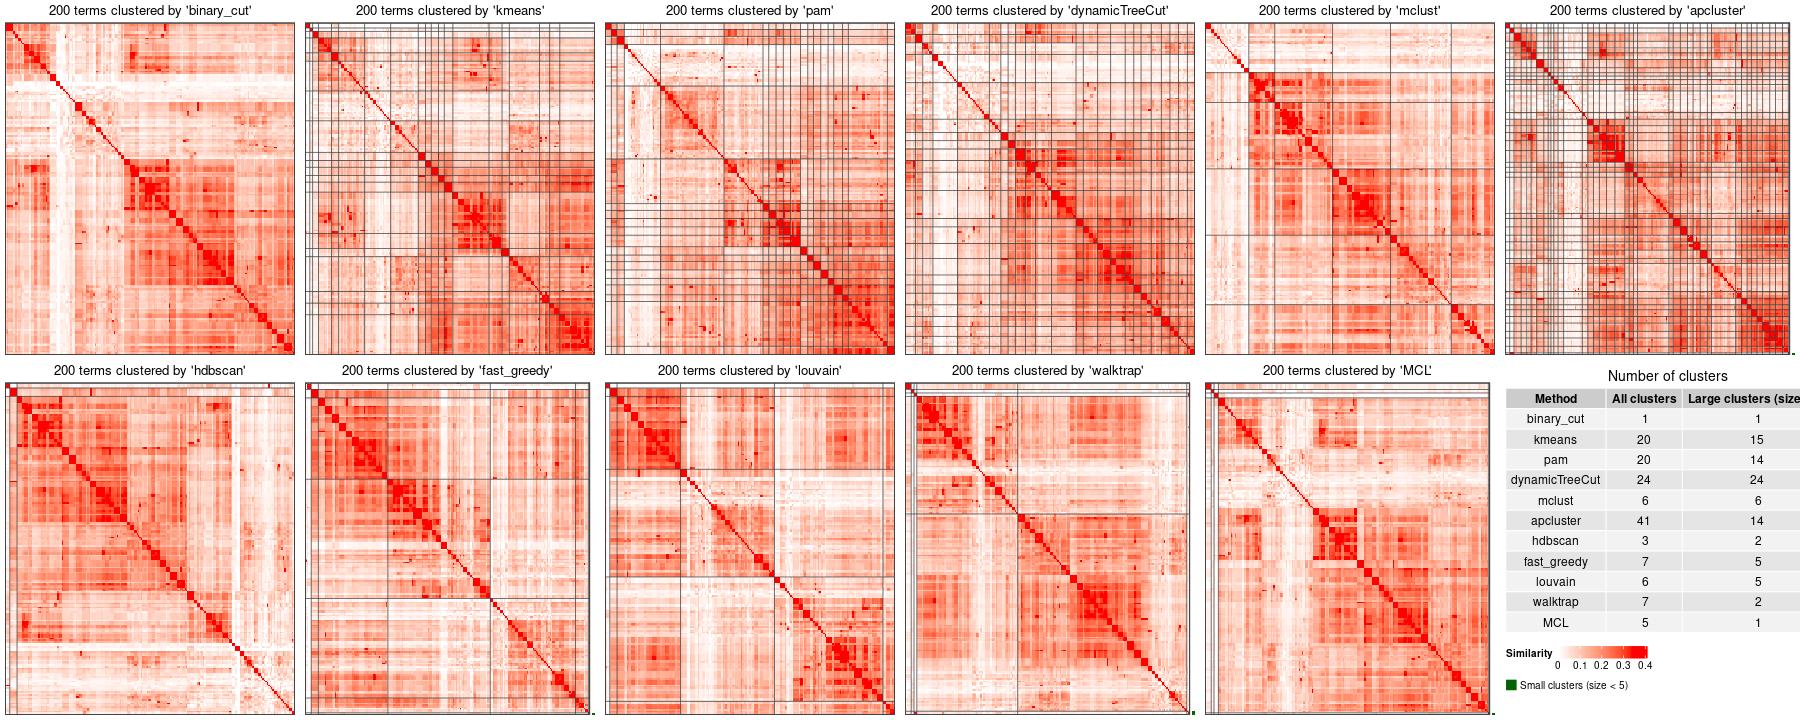 200 terms clustered by 'binary_cut'
200 terms clustered by 'kmeans'
200 terms clustered by 'pam'
200 terms clustered by 'dynamicTreeCut'
200 terms clustered by 'mclust'
200 terms clustered by 'apcluster'
200 terms clustered by 'hdbscan'
200 terms clustered by 'fast_greedy'
200 terms clustered by 'louvain'
200 terms clustered by 'walktrap'
200 terms clustered by 'MCL'
Number of clusters
Method All clusters Large clusters (size
binary_cut 1 1
kmeans 20 15
pam 20 14
dynamicTreeCut 24 24
mclust 6 6
apcluster 41 14
hdbscan 3 2
fast_greedy 7 5
louvain 6 5
walktrap 7 2
MCL 5 1
Similarity
0 0.1 0.2 0.3 0.4
Small clusters (size < 5)